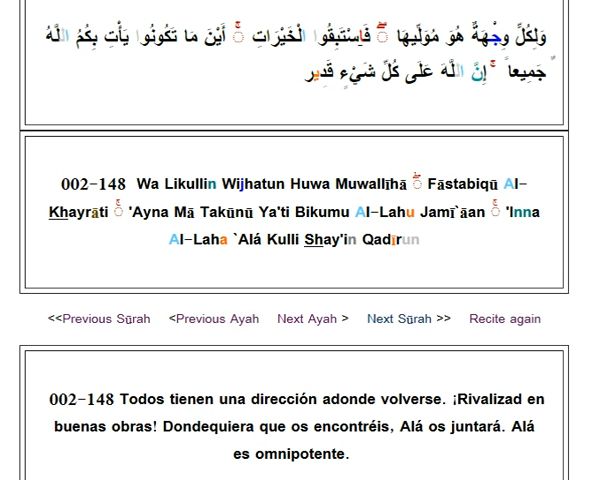 وَلِكُلٍّ وِجْهَةٌ هُوَ مُوَلِّيهَا ۖ فَاسْتَبِقُوا الْخَيْرَاتِ ۚ أَيْنَ مَا تَكُونُوا يَأْتِ بِكُمُ اللَّهُ
جَمِيعاً ۚ إِنَّ اللَّهَ عَلَى كُلِّ شَيْءٍ قَدِيرٌ
002-148 Wa Likullin Wijhatun Huwa Muwallīhā ۖ Fāstabiqū Al-
Khayrāti ۚ 'Ayna Mā Takūnū Ya'ti Bikumu Al-Lahu Jamī`āan ۚ 'Inna
Al-Laha `Alá Kulli Shay'in Qadīrun
<<Previous Sūrah <Previous Ayah Next Ayah > Next Sūrah >> Recite again
002-148 Todos tienen una dirección adonde volverse. ¡Rivalizad en
buenas obras! Dondequiera que os encontréis, Alá os juntará. Alá
es omnipotente.